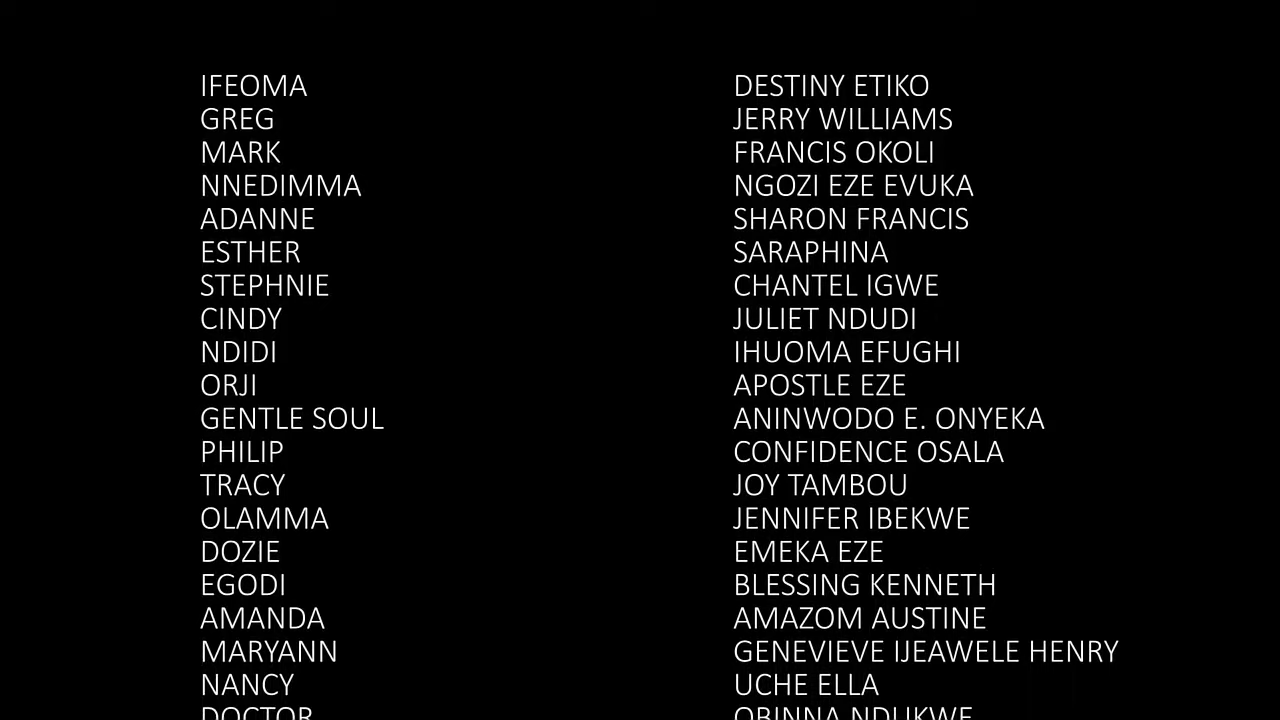 IFEOMA DESTINY ETIKO
GREG JERRY WILLIAMS
MARK FRANCIS OKOLI
NNEDIMMA NGOZI EZE EVUKA
ADANNE SHARON FRANCIS
ESTHER SARAPHINA
STEPHNIE CHANTEL IGWE
CINDY JULIET NDUDI
NDIDI IHUOMA EFUGHI
ORJI APOSTLE EZE
GENTLE SOUL ANINWODO E. ONYEKA
PHILIP CONFIDENCE OSALA
TRACY JOY TAMBOU
OLAMMA JENNIFER IBEKWE
DOZIE EMEKA EZE
EGODI BLESSING KENNETH
AMANDA AMAZOM AUSTINE
MARYANN GENEVIEVE IJEAWELE HENRY
NANCY UCHE ELLA
DOCTOR OBINNA NDUKWE